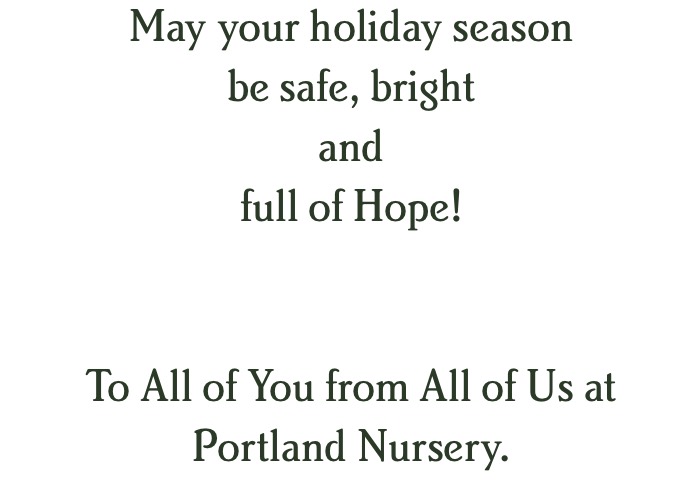 May your holiday season
be safe, bright
and
full of Hope!
To All of You from All of Us at
Portland Nursery.